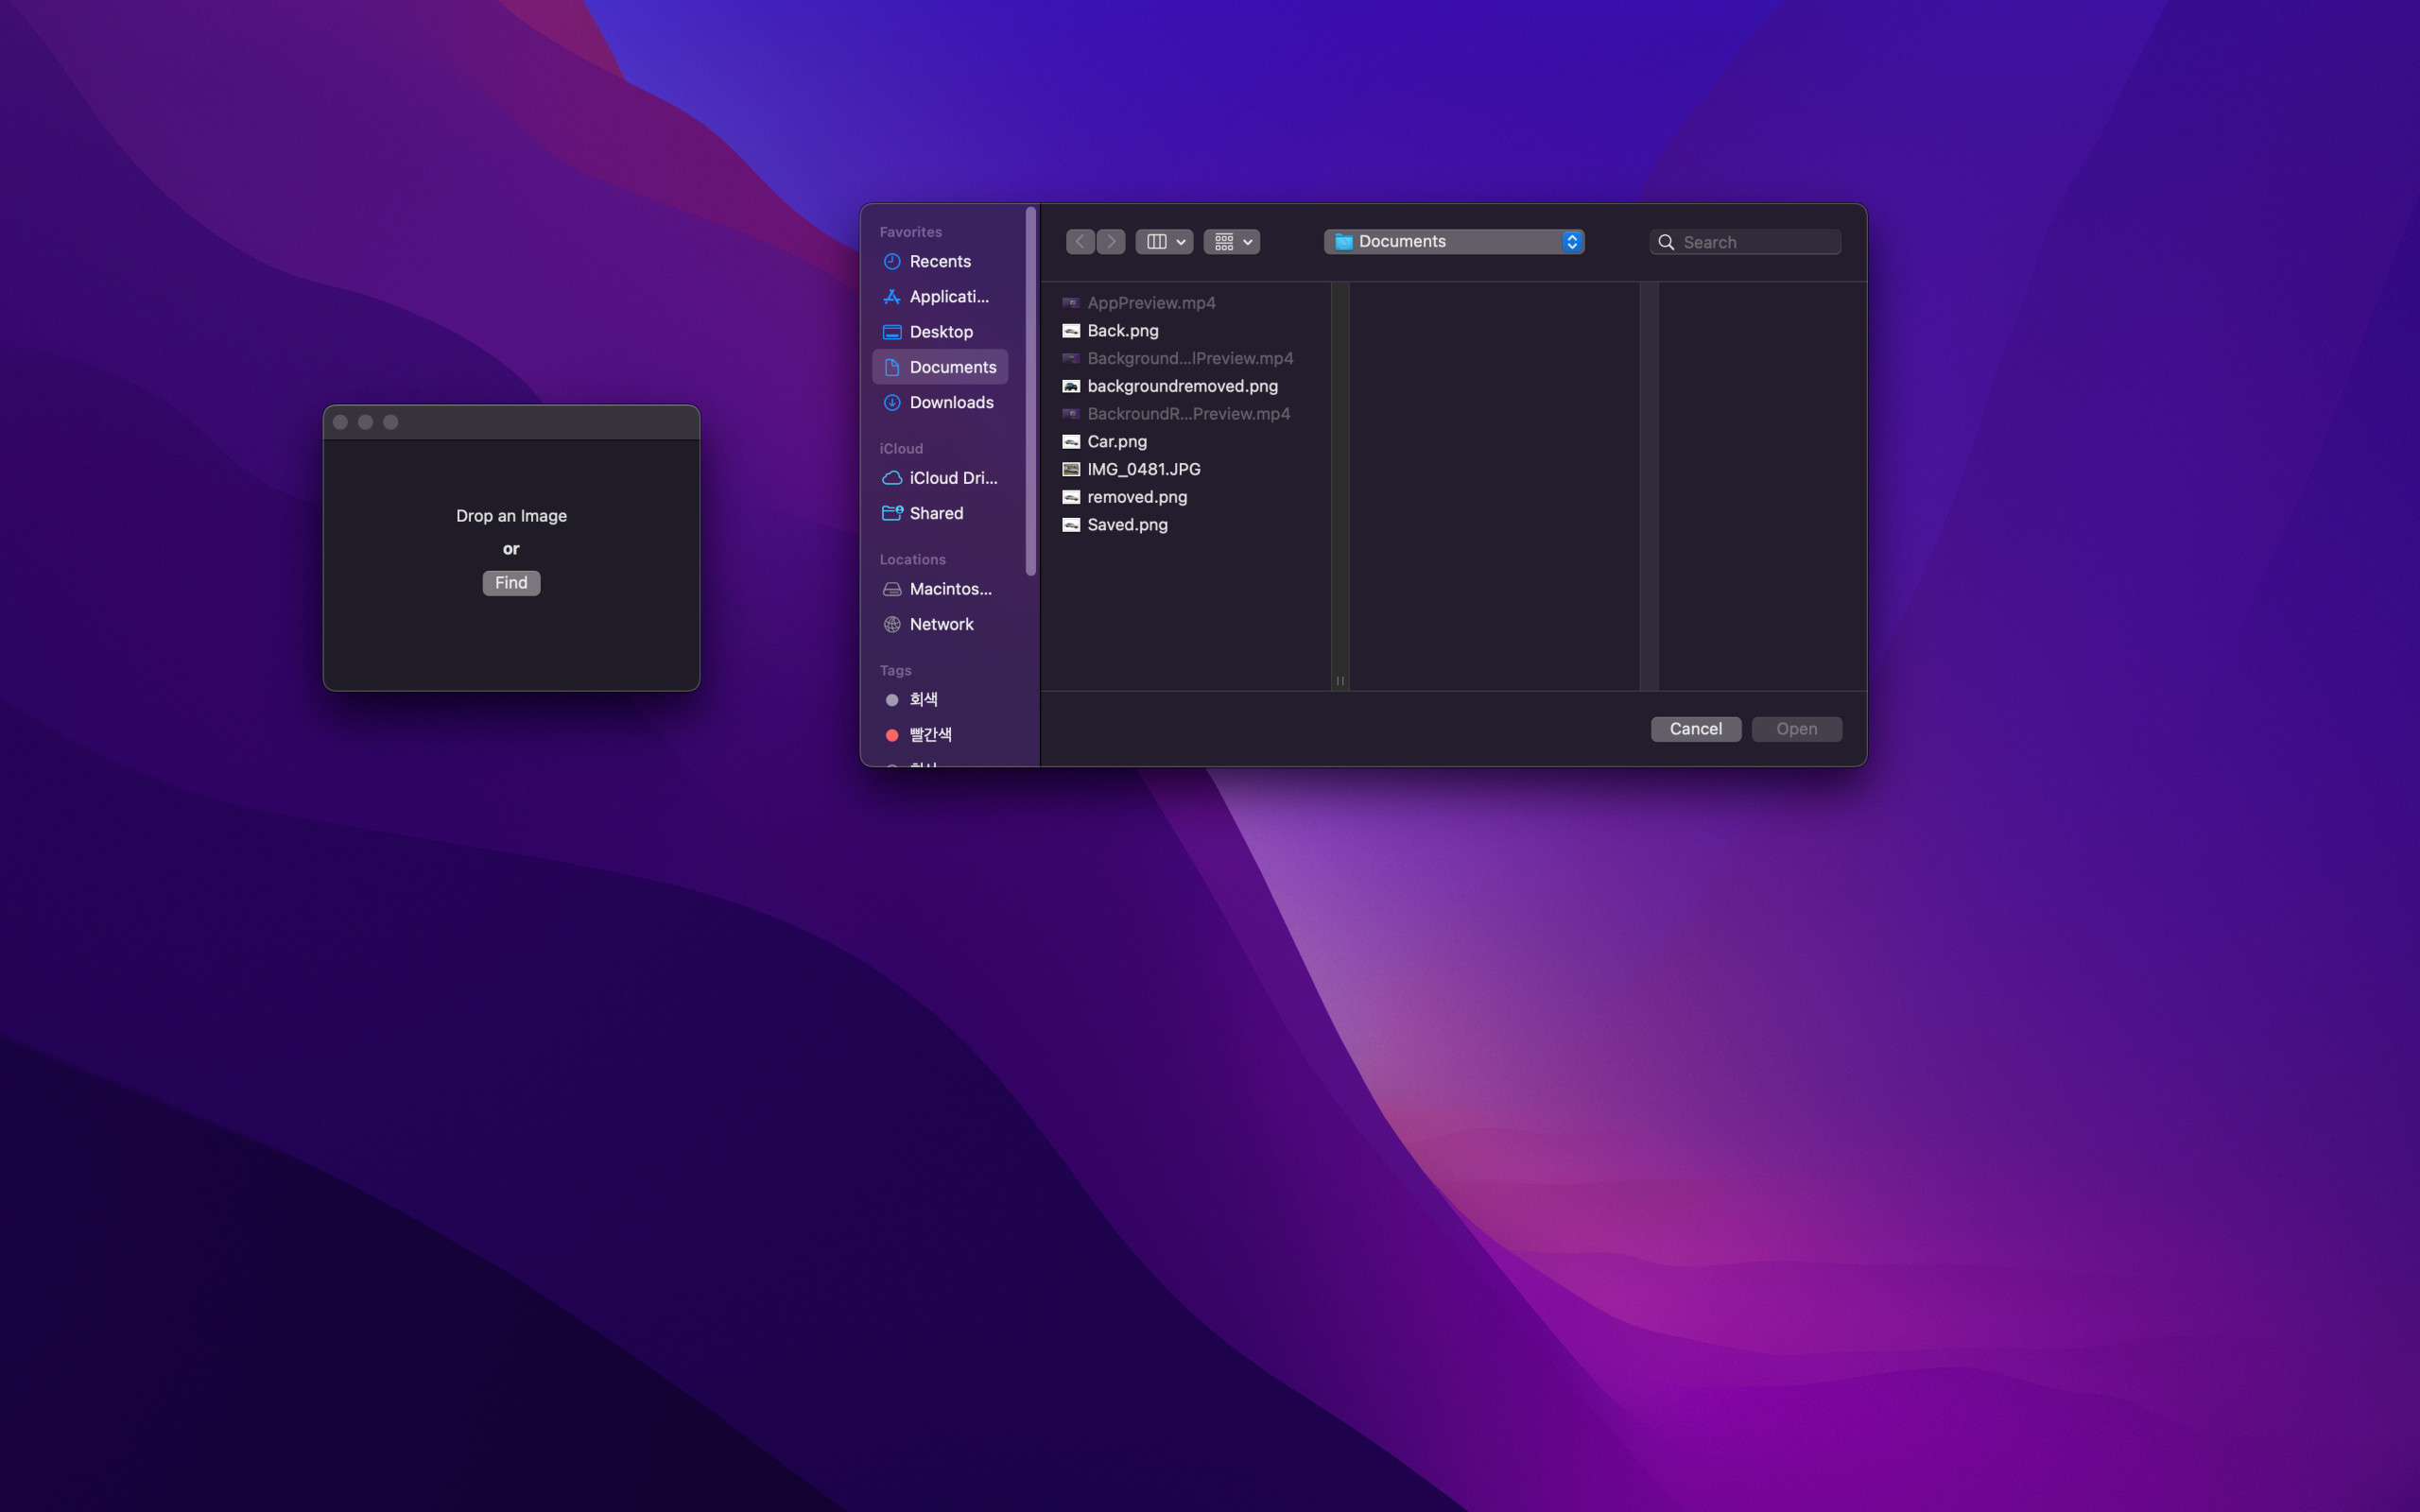 Drop an Image
or
Find
Favorites
Recents
Applicati...
Desktop
Documents
Downloads
iCloud
iCloud Dri...
Shared
Locations
Macintos...
Network
Tags
회색
빨간색
Documents
Search
AppPreview.mp4
Back.png
Background...lPreview.mp4
backgroundremoved.png
BackroundR...Preview.mp4
Car.png
IMG_0481.JPG
removed.png
Saved.png
Cancel
Open